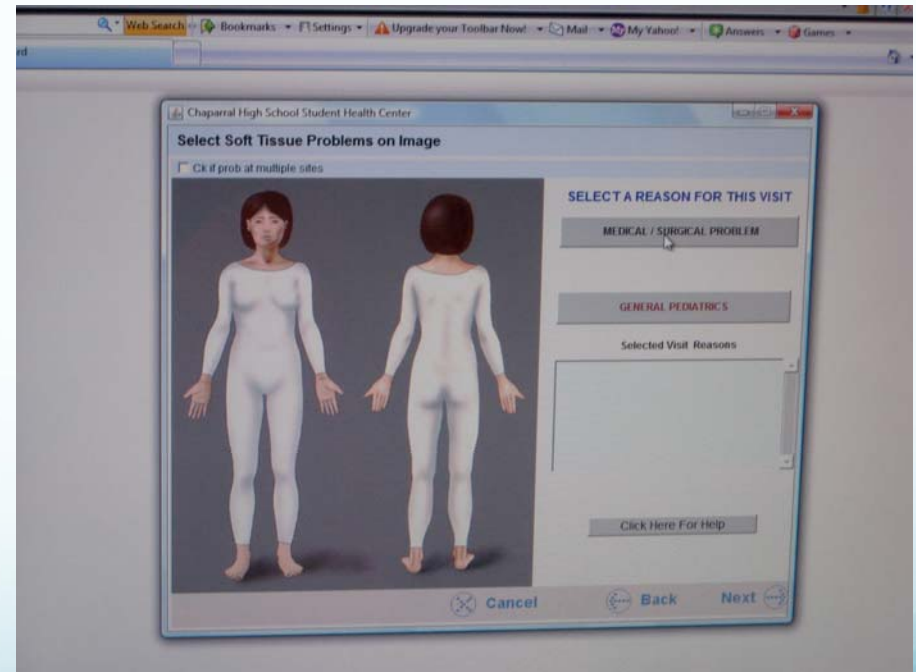 Web Search
Bookmarks
Settings
Upgrade your Toolbar Now!
Mail
My Yahoo!
Answers
Games
Chaparral High School Student Health Center
Select Soft Tissue Problems on Image
Ck if prob at multiple sites
SELECT A REASON FOR THIS VISIT
MEDICAL / SURGICAL PROBLEM
GENERAL PEDIATRICS
Selected Visit Reasons
Click Here For Help
Cancel
Back
Next